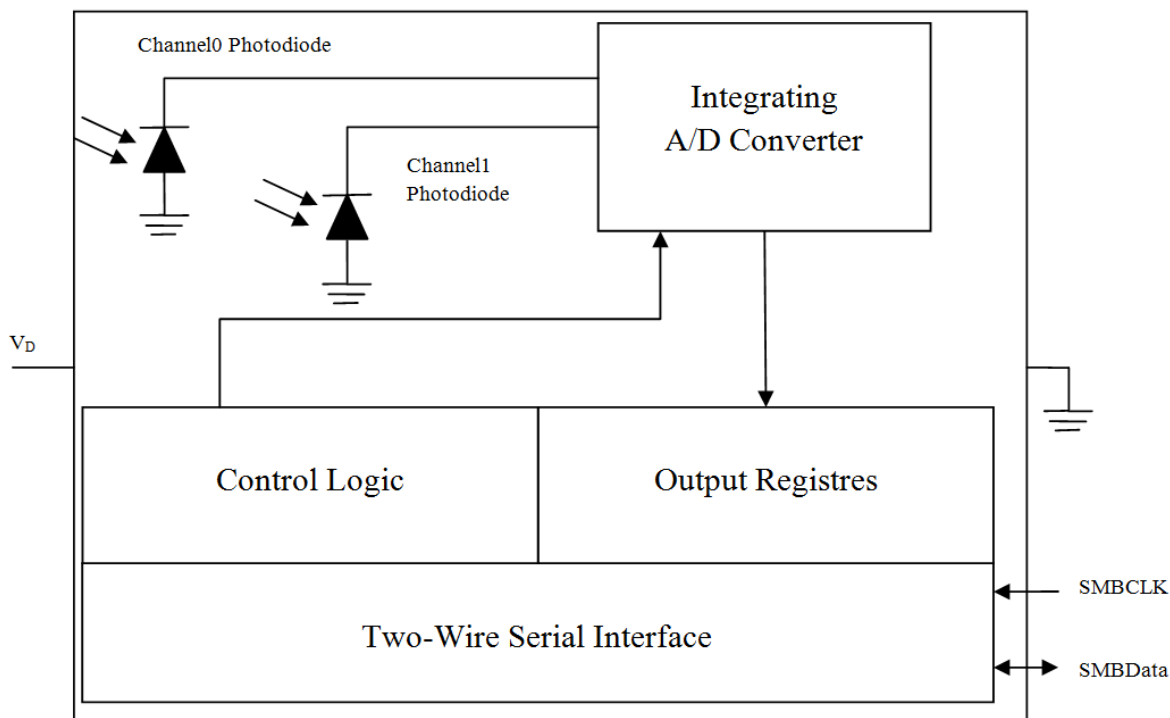 Channel0 Photodiode
Integrating
A/D Converter
Channel1
Photodiode
VD
Control Logic
Output Registres
SMBCLK
Two-Wire Serial Interface
SMBData